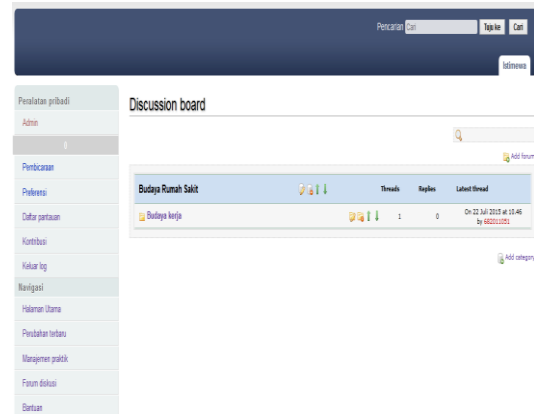 Pencarian Cari Tuju ke Cari
Istimewa
Peralatan pribadi
Admin
0
Pembicaraan
Preferensi
Daftar pantauan
Kontribusi
Keluar log
Navigasi
Halaman Utama
Perubahan terbaru
Manajemen praktik
Forum diskusi
Bantuan
Discussion board
Add forum
Budaya Rumah Sakit Threads Replies Latest thread
Budaya kerja 1 0 On 22 Juli 2015 at 10.46
by 682011051
Add category